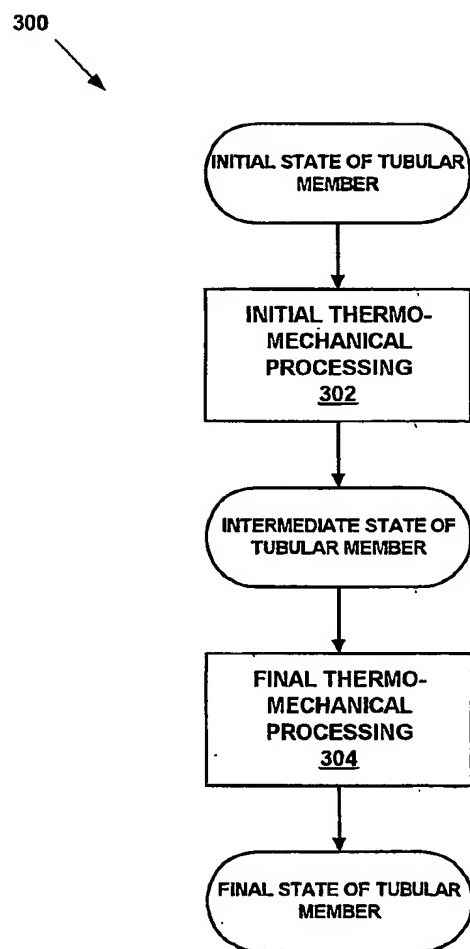 300
INITIAL STATE OF TUBULAR
MEMBER
INITIAL THERMO-
MECHANICAL
PROCESSING
302
INTERMEDIATE STATE OF
TUBULAR MEMBER
FINAL THERMO-
MECHANICAL
PROCESSING
304
FINAL STATE OF TUBULAR
MEMBER